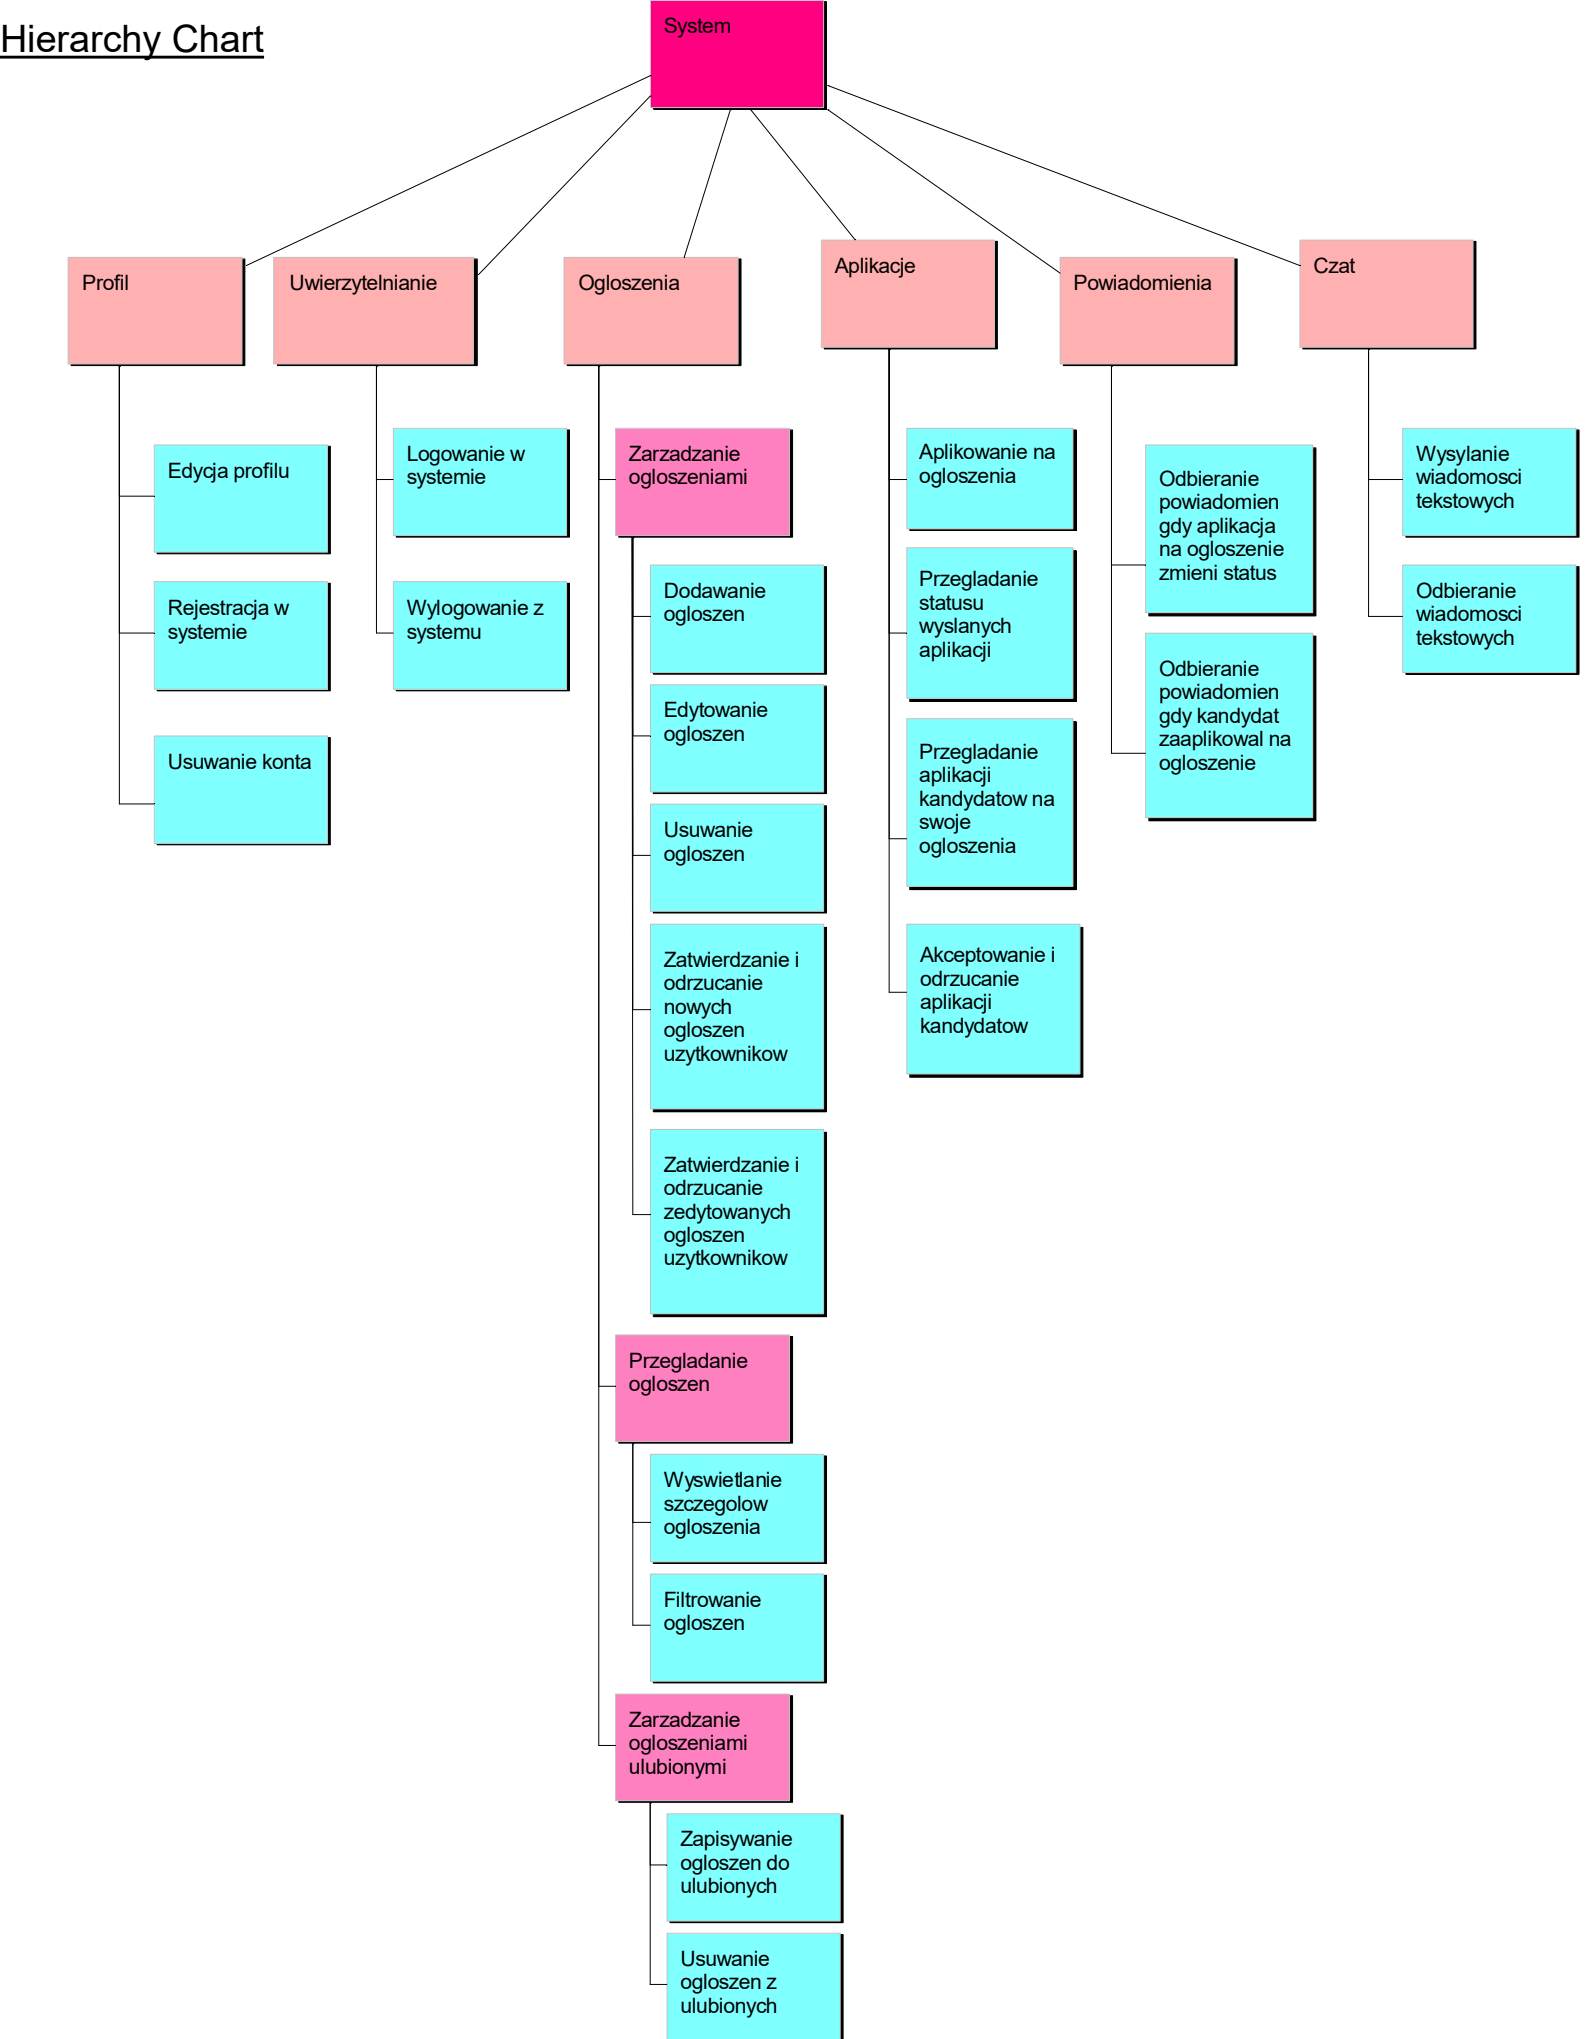 Hierarchy Chart
System
Profil
Uwierzytelnianie
Ogloszenia
Aplikacje
Powiadomienia
Czat
Edycja profilu
Rejestracja w
systemie
Usuwanie konta
Logowanie w
systemie
Wylogowanie z
systemu
Zarzadzanie
ogloszeniami
Dodawanie
ogloszen
Edytowanie
ogloszen
Usuwanie
ogloszen
Zatwierdzanie i
odrzucanie
nowych
ogloszen
uzytkownikow
Zatwierdzanie i
odrzucanie
zedytowanych
ogloszen
uzytkownikow
Przegladanie
ogloszen
Wyswietlanie
szczegolow
ogloszenia
Filtrowanie
ogloszen
Zarzadzanie
ogloszeniami
ulubionymi
Zapisywanie
ogloszen do
ulubionych
Usuwanie
ogloszen z
ulubionych
Aplikowanie na
ogloszenia
Przegladanie
statusu
wyslanych
aplikacji
Przegladanie
aplikacji
kandydatow na
swoje
ogloszenia
Akceptowanie i
odrzucanie
aplikacji
kandydatow
Odbieranie
powiadomien
gdy aplikacja
na ogloszenie
zmieni status
Odbieranie
powiadomien
gdy kandydat
zaaplikowal na
ogloszenie
Wysylanie
wiadomosci
tekstowych
Odbieranie
wiadomosci
tekstowych